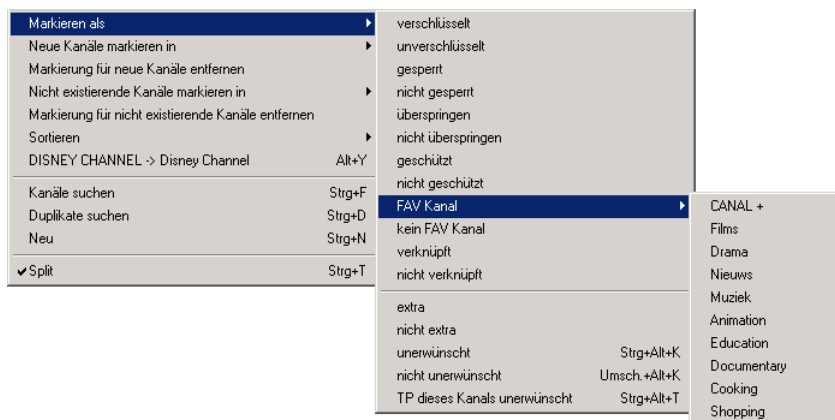 Markieren als
Neue Kanäle markieren in
Markierung für neue Kanäle entfernen
Nicht existierende Kanäle markieren in
Markierung für nicht existierende Kanäle entfernen
Sortieren
DISNEY CHANNEL -> Disney Channel Alt+Y
Kanäle suchen Strg+F
Duplikate suchen Strg+D
Neu Strg+N
Split Strg+T
verschlüsselt
unverschlüsselt
gesperrt
nicht gesperrt
überspringen
nicht überspringen
geschützt
nicht geschützt
FAV Kanal
kein FAV Kanal
verknüpft
nicht verknüpft
extra
nicht extra
unerwünscht Strg+Alt+K
nicht unerwünscht Umsch.+Alt+K
TP dieses Kanals unerwünscht Strg+Alt+T
CANAL +
Films
Drama
Nieuws
Muziek
Animation
Education
Documentary
Cooking
Shopping